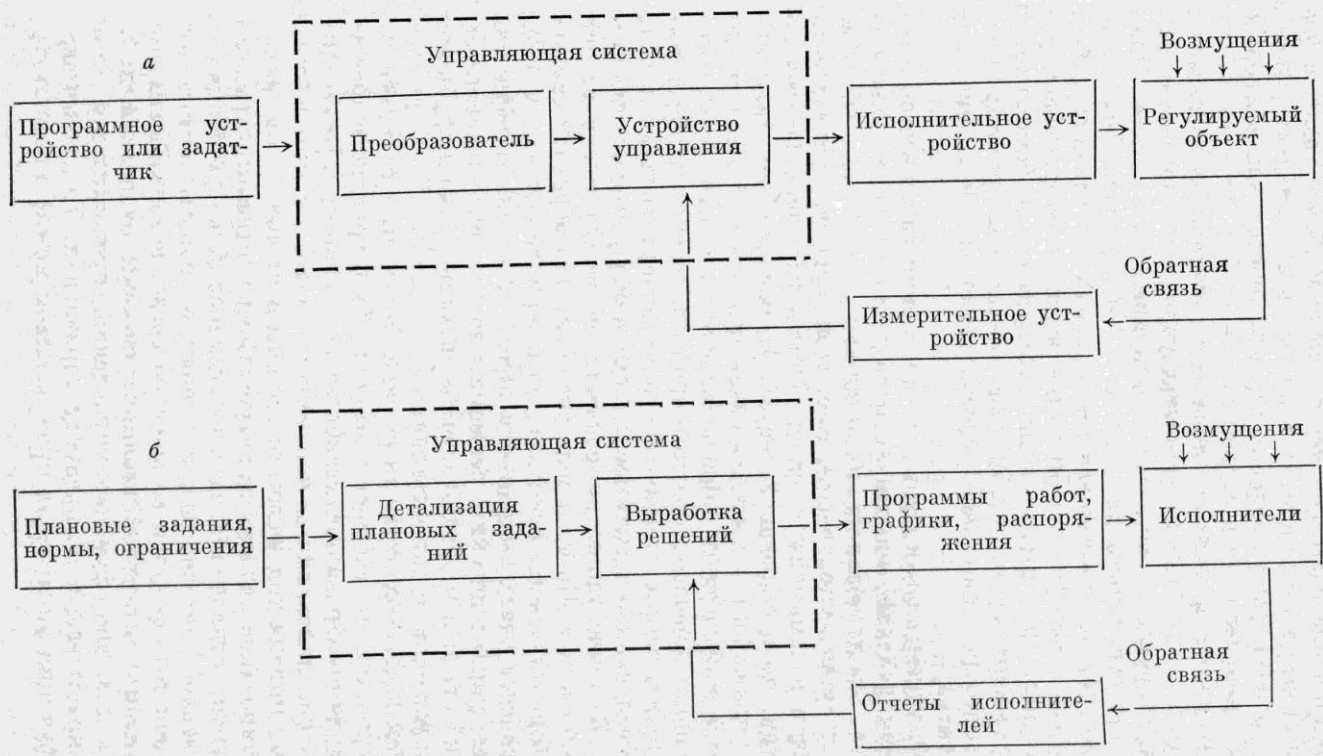 а
Управляющая система
Возмущения
Программное уст-
ройство или задат-
чик
Преобразователь
Устройство
управления
Исполнительное уст-
ройство
Регулируемый
объект
Обратная
связь
Измерительное уст-
ройство
б
Управляющая система
Возмущения
Плановые задания,
нормы, ограничения
Детализация
плановых зада-
ний
Выработка
решений
Программы работ,
графики, распоря-
жения
Исполнители
Обратная
связь
Отчеты исполните-
лей